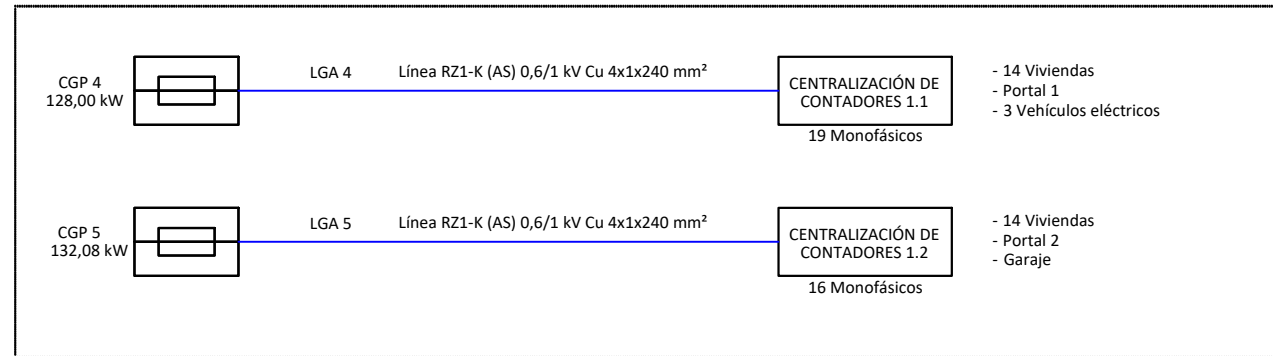 CGP 4
128,00 kW
LGA 4
Línea RZ1-K (AS) 0,6/1 kV Cu 4x1x240 mm²
CENTRALIZACIÓN DE
CONTADORES 1.1
19 Monofásicos
- 14 Viviendas
- Portal 1
- 3 Vehículos eléctricos
CGP 5
132,08 kW
LGA 5
Línea RZ1-K (AS) 0,6/1 kV Cu 4x1x240 mm²
CENTRALIZACIÓN DE
CONTADORES 1.2
16 Monofásicos
- 14 Viviendas
- Portal 2
- Garaje